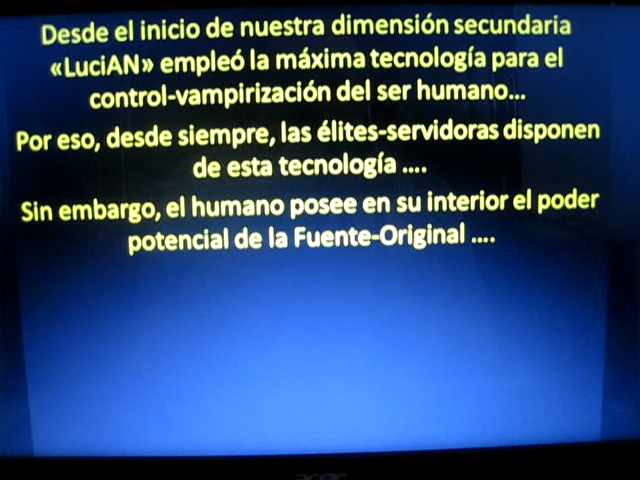 Desde el inicio de nuestra dimensión secundaria
«LuciAN» empleó la máxima tecnología para el
control-vampirización del ser humano...
Por eso, desde siempre, las élites-servidoras disponen
de esta tecnología ....
Sin embargo, el humano posee en su interior el poder
potencial de la Fuente-Original ....
acer